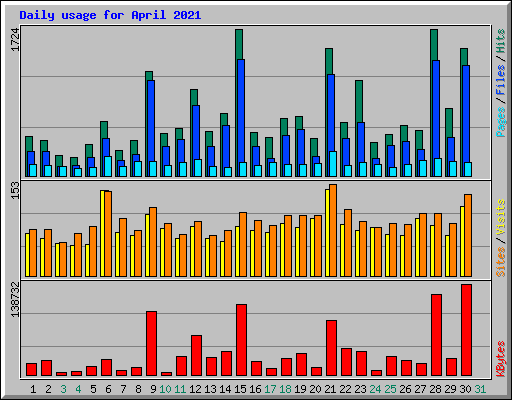 Daily usage for April 2021
1724
Pages / Files / Hits
153
Sites / Visits
138732
KBytes
1 2 3 4 5 6 7 8 9 10 11 12 13 14 15 16 17 18 19 20 21 22 23 24 25 26 27 28 29 30 31